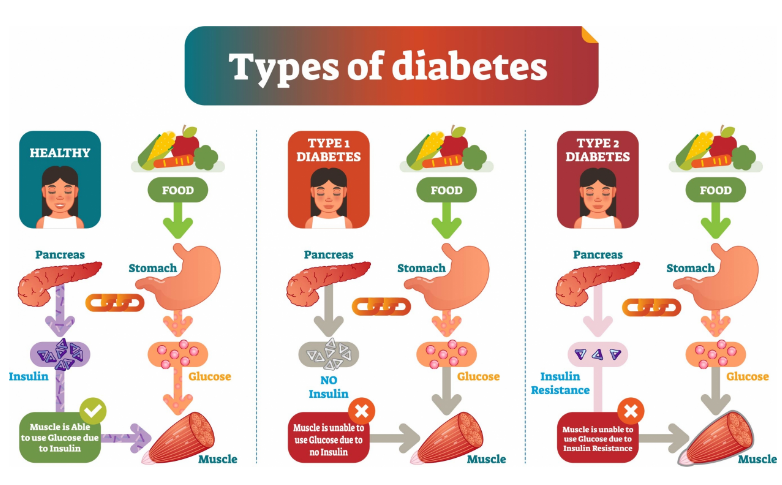 Types of diabetes
HEALTHY
FOOD
Pancreas
Stomach
Insulin
Glucose
Muscle is Able
to use Glucose due
to Insulin
Muscle
TYPE 1
DIABETES
FOOD
Pancreas
Stomach
NO
Insulin
Glucose
Muscle is unable to
use Glucose due to
no Insulin
Muscle
TYPE 2
DIABETES
FOOD
Pancreas
Stomach
Insulin
Resistance
Glucose
Muscle is unable to
use Glucose due to
Insulin Resistance
Muscle